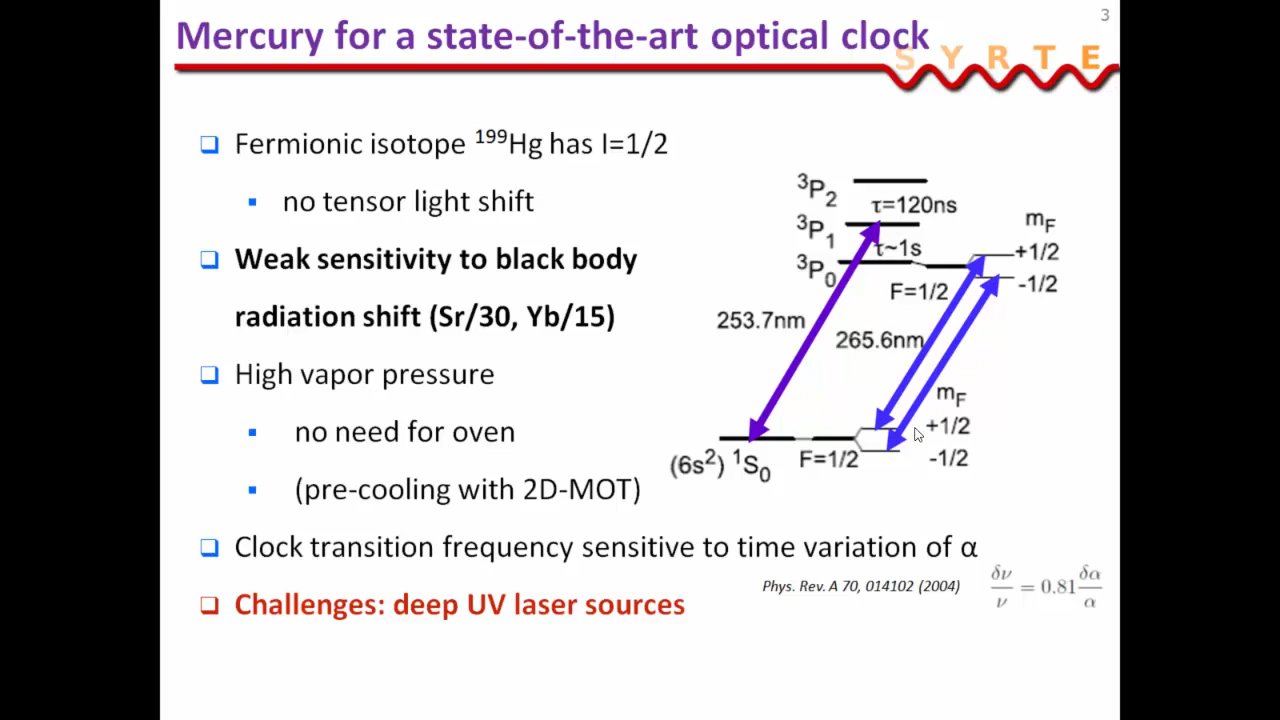 3
Mercury for a state-of-the-art optical clock
S Y R T E
Fermionic isotope ¹⁹⁹Hg has I=1/2
no tensor light shift
Weak sensitivity to black body
radiation shift (Sr/30, Yb/15)
High vapor pressure
no need for oven
(pre-cooling with 2D-MOT)
Clock transition frequency sensitive to time variation of α
Phys. Rev. A 70, 014102 (2004)
δν/ν = 0.81 δα/α
Challenges: deep UV laser sources
³P₂
τ=120ns
³P₁
τ~1s
³P₀
F=1/2
m_F
+1/2
-1/2
253.7nm
265.6nm
m_F
+1/2
-1/2
(6s²) ¹S₀
F=1/2